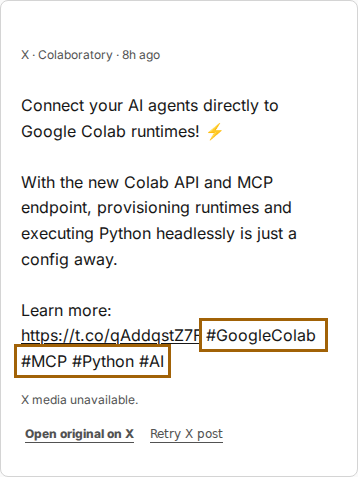 X · Colaboratory · 8h ago
Connect your AI agents directly to
Google Colab runtimes! ⚡
With the new Colab API and MCP
endpoint, provisioning runtimes and
executing Python headlessly is just a
config away.
Learn more:
https://t.co/qAddqstZ7F #GoogleColab
#MCP #Python #AI
X media unavailable.
Open original on X Retry X post